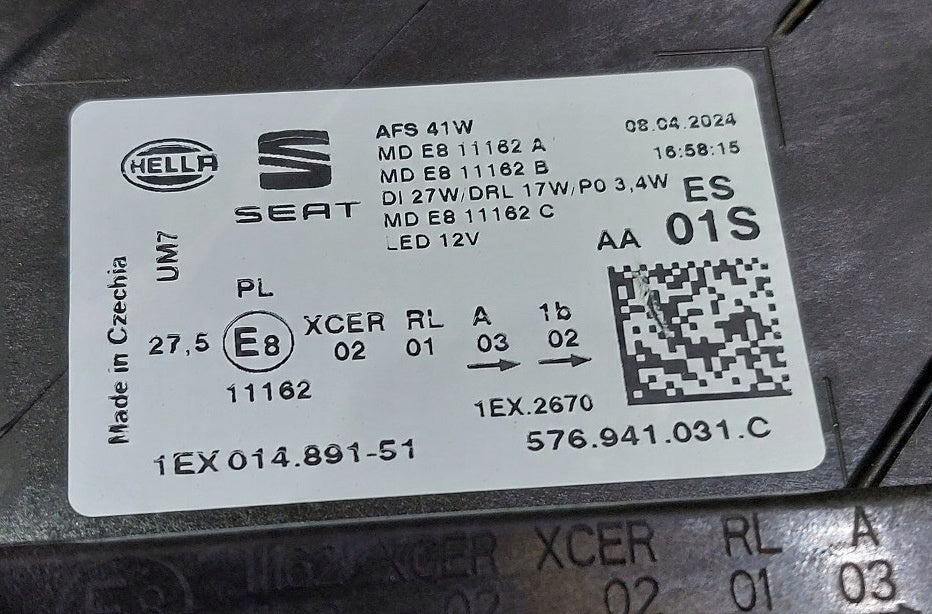 HELLA
SEAT
AFS 41W
MD E8 11162 A
MD E8 11162 B
DI 27W/DRL 17W/PO 3,4W
MD E8 11162 C
LED 12V
08.04.2024
16:58:15
ES
AA 01S
Made in Czechia
UM7
PL
27,5 E8 XCER RL A 1b
02 01 03 02
11162
1EX.2670
1EX 014.891-51
576.941.031.C
11162 XCER XCER RL A
E8 02 02 01 03